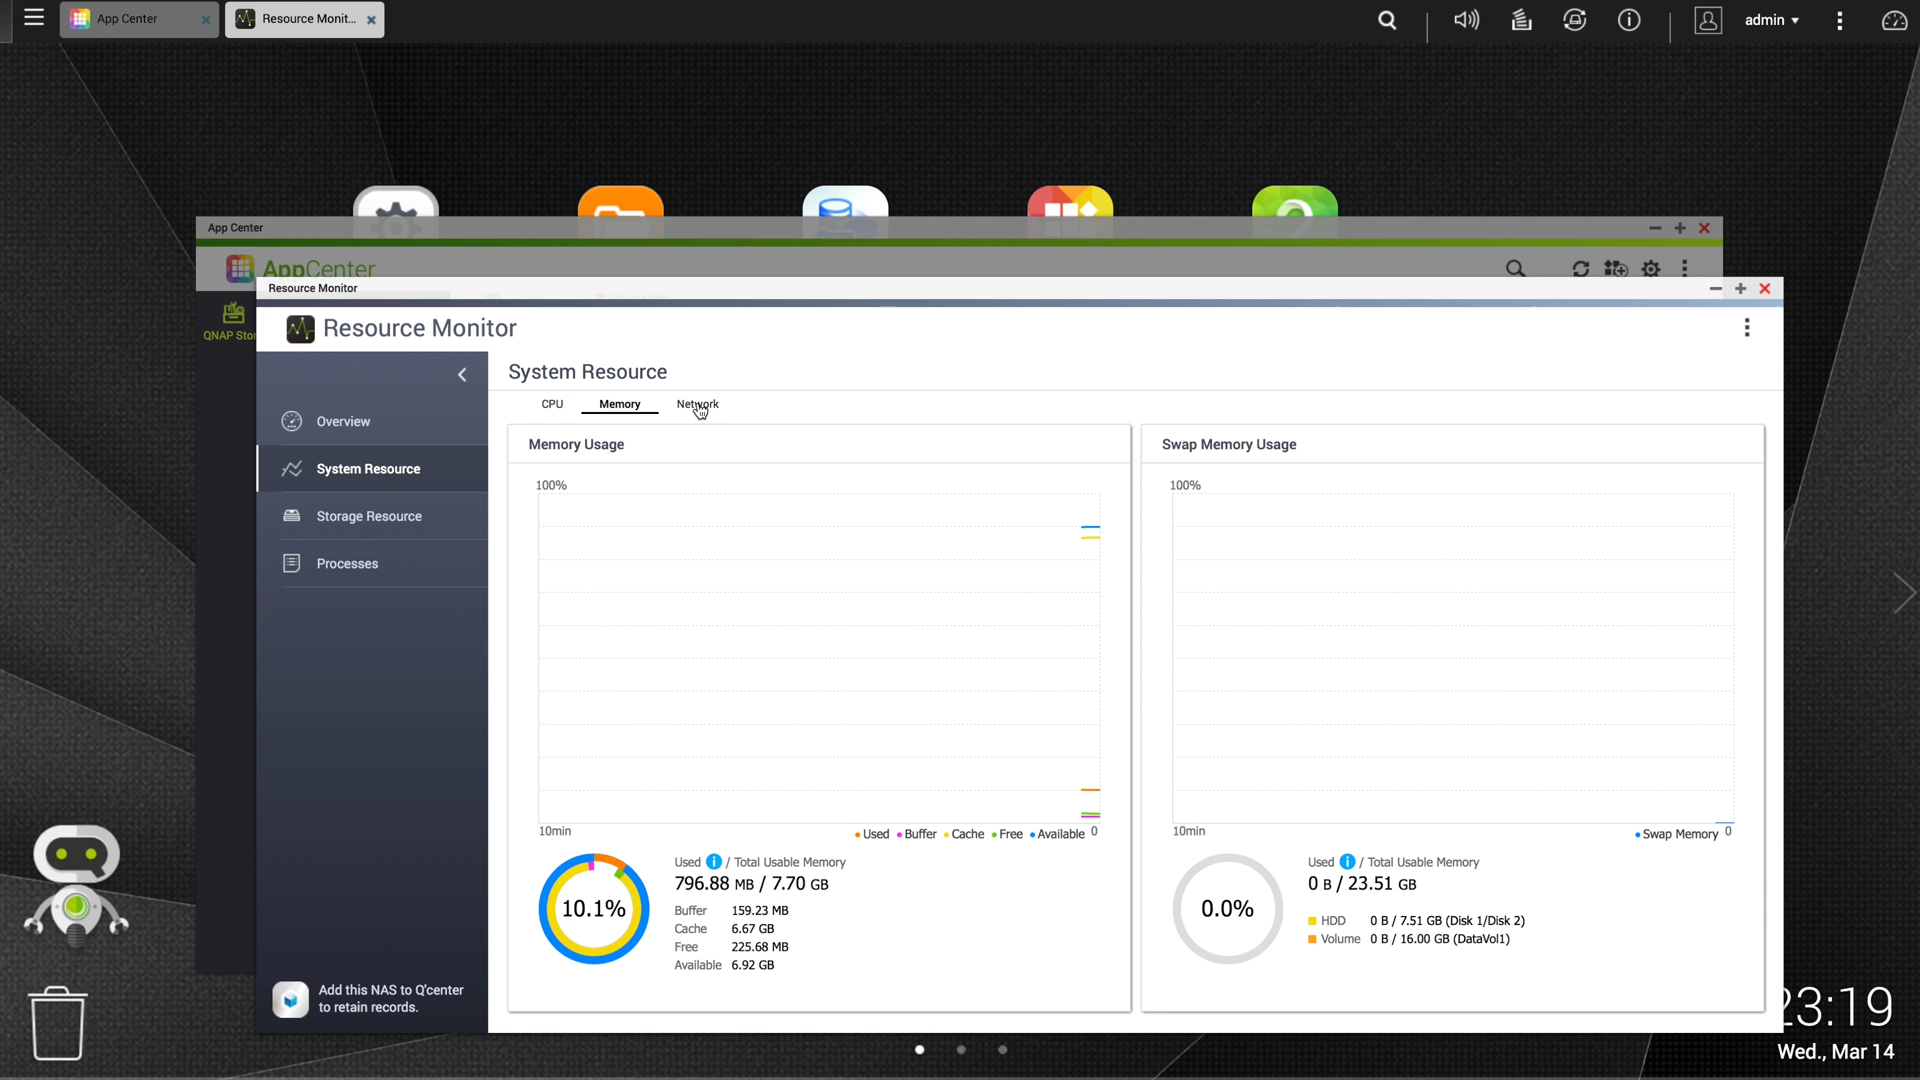 App Center
Resource Monit...
admin
App Center
AppCenter
QNAP Stor
Resource Monitor
Resource Monitor
System Resource
CPU Memory Network
Overview
System Resource
Storage Resource
Processes
Add this NAS to Q'center
to retain records.
Memory Usage
100%
10min
Used Buffer Cache Free Available 0
10.1%
Used / Total Usable Memory
796.88 MB / 7.70 GB
Buffer 159.23 MB
Cache 6.67 GB
Free 225.68 MB
Available 6.92 GB
Swap Memory Usage
100%
10min
Swap Memory 0
0.0%
Used / Total Usable Memory
0 B / 23.51 GB
HDD 0 B / 7.51 GB (Disk 1/Disk 2)
Volume 0 B / 16.00 GB (DataVol1)
23:19
Wed., Mar 14